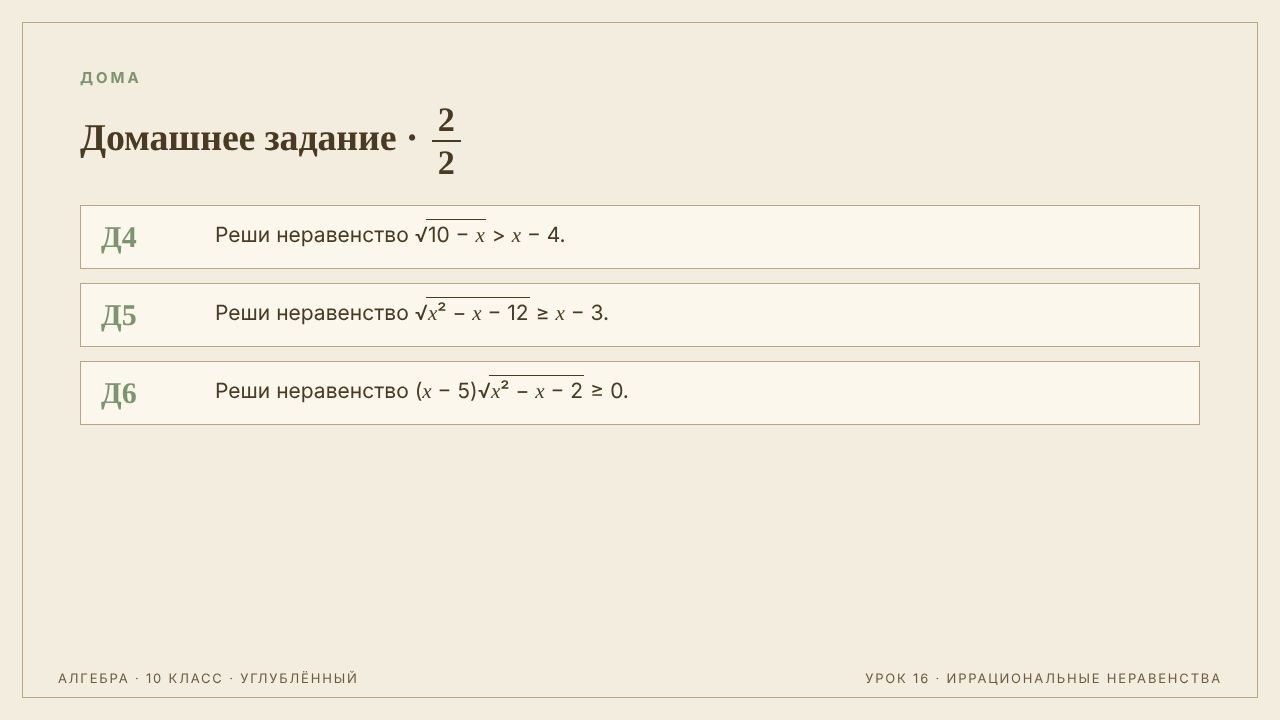 ДОМА
Домашнее задание · 2/2
Д4 Реши неравенство √(10 − x) > x − 4.
Д5 Реши неравенство √(x² − x − 12) ≥ x − 3.
Д6 Реши неравенство (x − 5)√(x² − x − 2) ≥ 0.
АЛГЕБРА · 10 КЛАСС · УГЛУБЛЁННЫЙ
УРОК 16 · ИРРАЦИОНАЛЬНЫЕ НЕРАВЕНСТВА